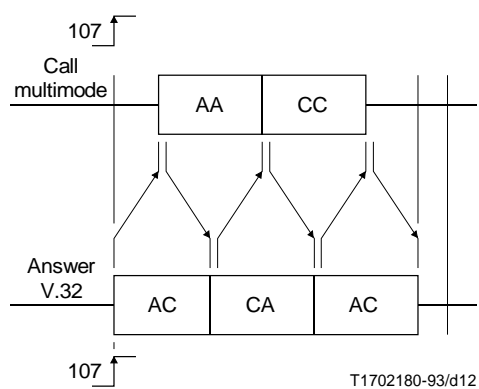 107
Call
multimode
AA
CC
Answer
V.32
AC
CA
AC
107
T1702180-93/d12